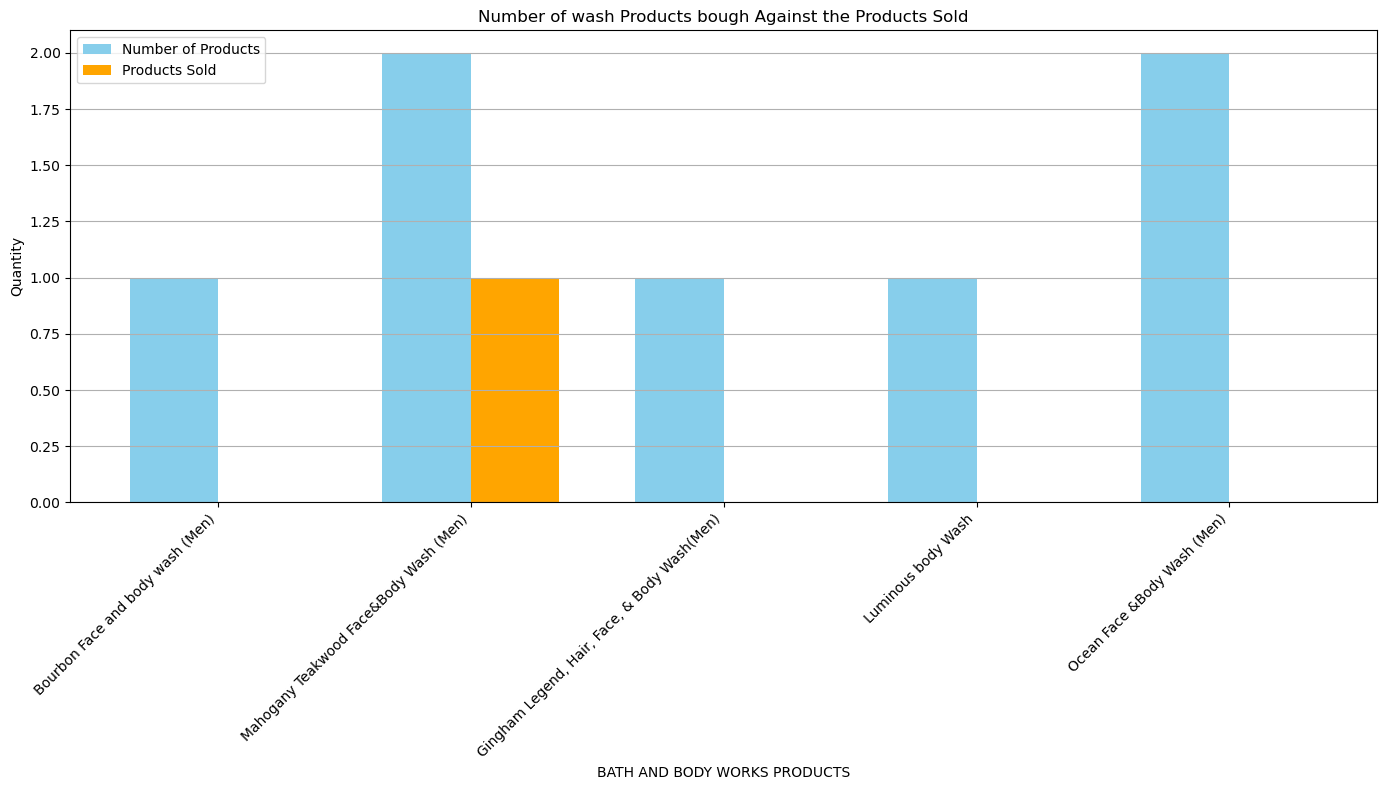 Number of wash Products bough Against the Products Sold
Number of Products
Products Sold
2.00
1.75
1.50
1.25
1.00
0.75
0.50
0.25
0.00
Quantity
Bourbon Face and body wash (Men)
Mahogany Teakwood Face&Body Wash (Men)
Gingham Legend, Hair, Face, & Body Wash(Men)
Luminous body Wash
Ocean Face &Body Wash (Men)
BATH AND BODY WORKS PRODUCTS